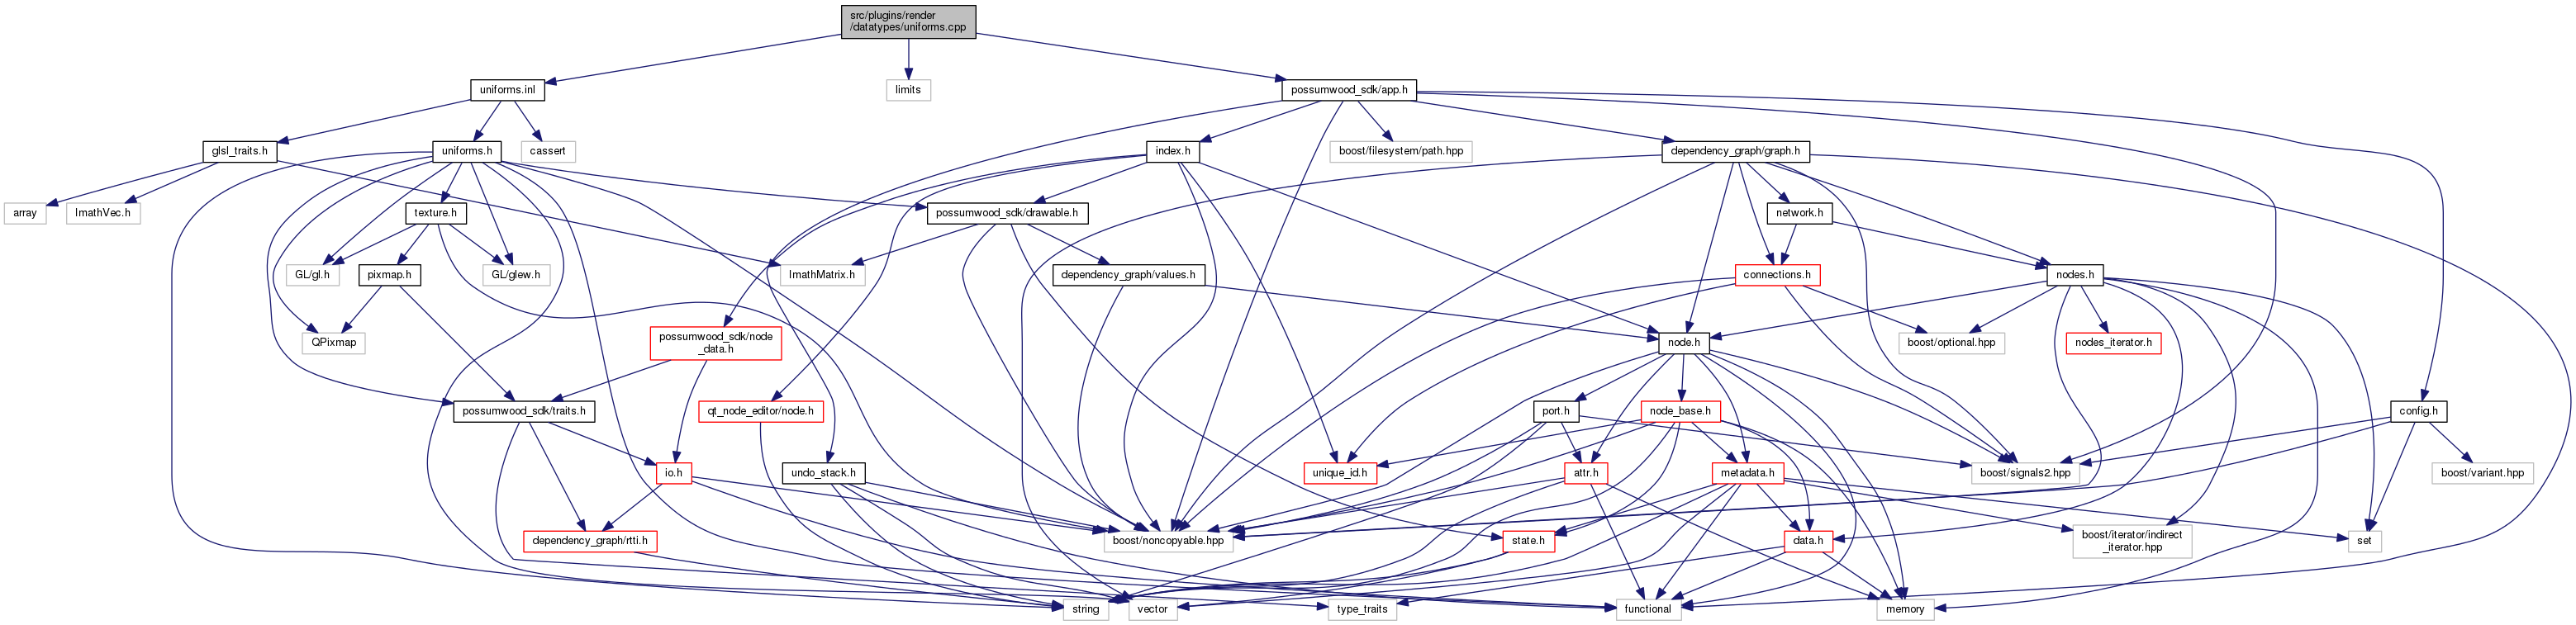 src/plugins/render
/datatypes/uniforms.cpp
uniforms.inl
limits
possumwood_sdk/app.h
glsl_traits.h
uniforms.h
cassert
index.h
boost/filesystem/path.hpp
dependency_graph/graph.h
array
ImathVec.h
texture.h
possumwood_sdk/drawable.h
network.h
GL/gl.h
pixmap.h
GL/glew.h
ImathMatrix.h
dependency_graph/values.h
connections.h
nodes.h
QPixmap
possumwood_sdk/node
_data.h
node.h
boost/optional.hpp
nodes_iterator.h
possumwood_sdk/traits.h
qt_node_editor/node.h
port.h
node_base.h
config.h
io.h
undo_stack.h
unique_id.h
attr.h
metadata.h
boost/signals2.hpp
boost/variant.hpp
dependency_graph/rtti.h
boost/noncopyable.hpp
state.h
data.h
boost/iterator/indirect
_iterator.hpp
set
string
vector
type_traits
functional
memory